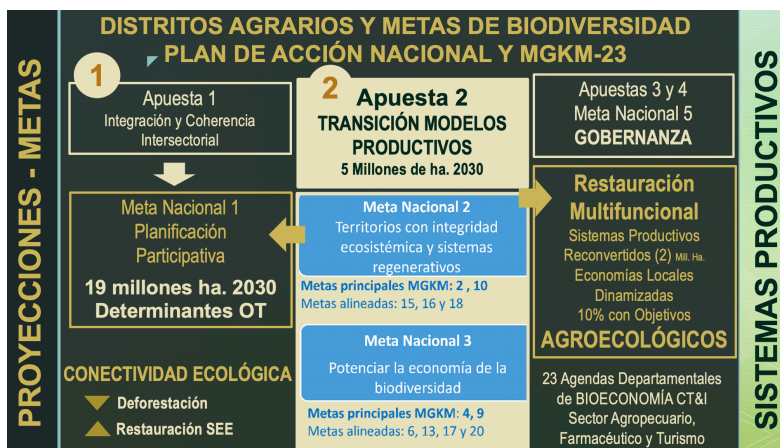 DISTRITOS AGRARIOS Y METAS DE BIODIVERSIDAD
PLAN DE ACCIÓN NACIONAL Y MGKM-23
PROYECCIONES - METAS
1
Apuesta 1
Integración y Coherencia
Intersectorial
Meta Nacional 1
Planificación
Participativa
19 millones ha. 2030
Determinantes OT
CONECTIVIDAD ECOLÓGICA
Deforestación
Restauración SEE
2
Apuesta 2
TRANSICIÓN MODELOS
PRODUCTIVOS
5 Millones de ha. 2030
Meta Nacional 2
Territorios con integridad
ecosistémica y sistemas
regenerativos
Metas principales MGKM: 2 , 10
Metas alineadas: 15, 16 y 18
Meta Nacional 3
Potenciar la economía de la
biodiversidad
Metas principales MGKM: 4, 9
Metas alineadas: 6, 13, 17 y 20
Apuestas 3 y 4
Meta Nacional 5
GOBERNANZA
Restauración
Multifuncional
Sistemas Productivos
Reconvertidos (2) Mill. Ha.
Economías Locales
Dinamizadas
10% con Objetivos
AGROECOLÓGICOS
23 Agendas Departamentales
de BIOECONOMÍA CT&I
Sector Agropecuario,
Farmacéutico y Turismo
SISTEMAS PRODUCTIVOS